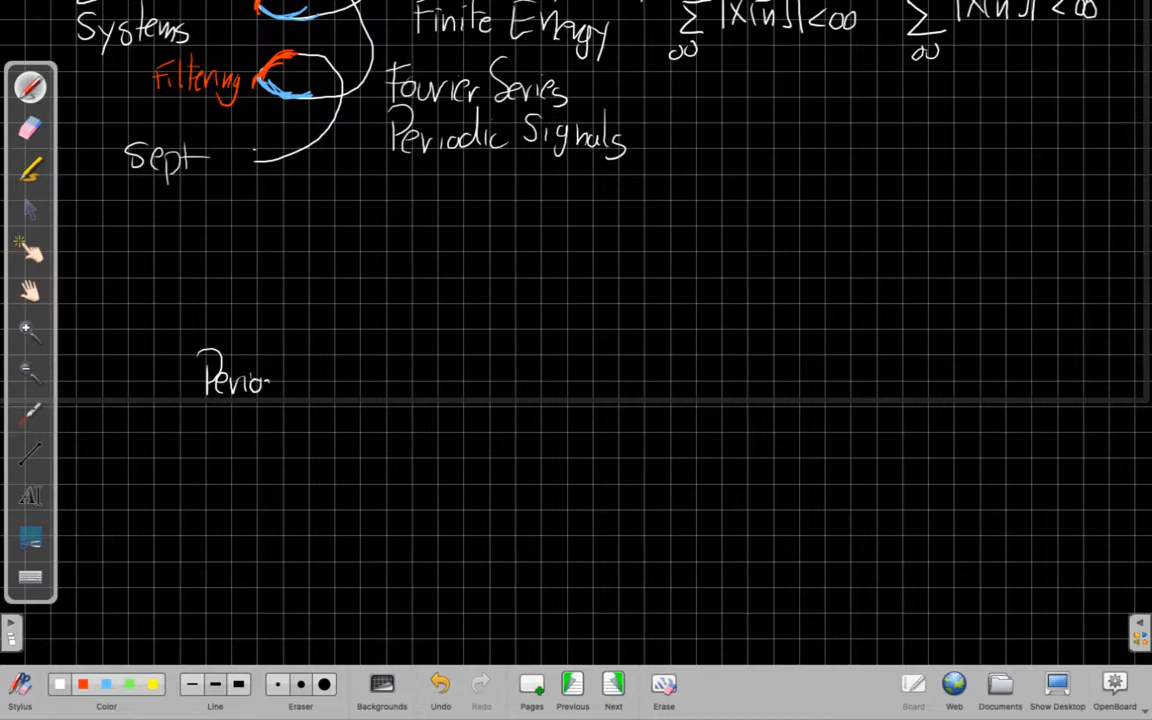 Systems
Finite Energy
∑ |X[n]| < ∞
∞
∑ |X[n]| < ∞
∞
Filtering
Fourier Series
Periodic Signals
Sept
Perio
AI
Stylus
Color
Line
Eraser
Backgrounds
Undo
Redo
Pages
Previous
Next
Erase
Board
Web
Documents
Show Desktop
OpenBoard